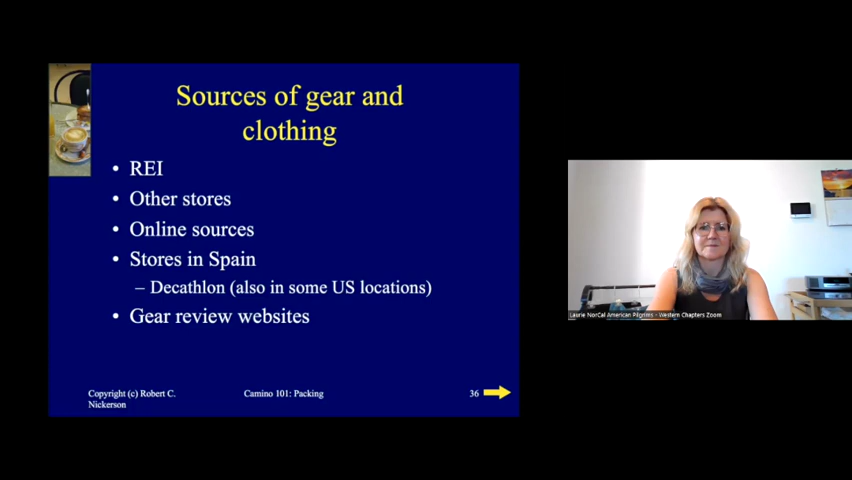 Sources of gear and
clothing
• REI
• Other stores
• Online sources
• Stores in Spain
– Decathlon (also in some US locations)
• Gear review websites
Copyright (c) Robert C.
Nickerson
Camino 101: Packing
36
Laurie NorCal American Pilgrims - Western Chapters Zoom